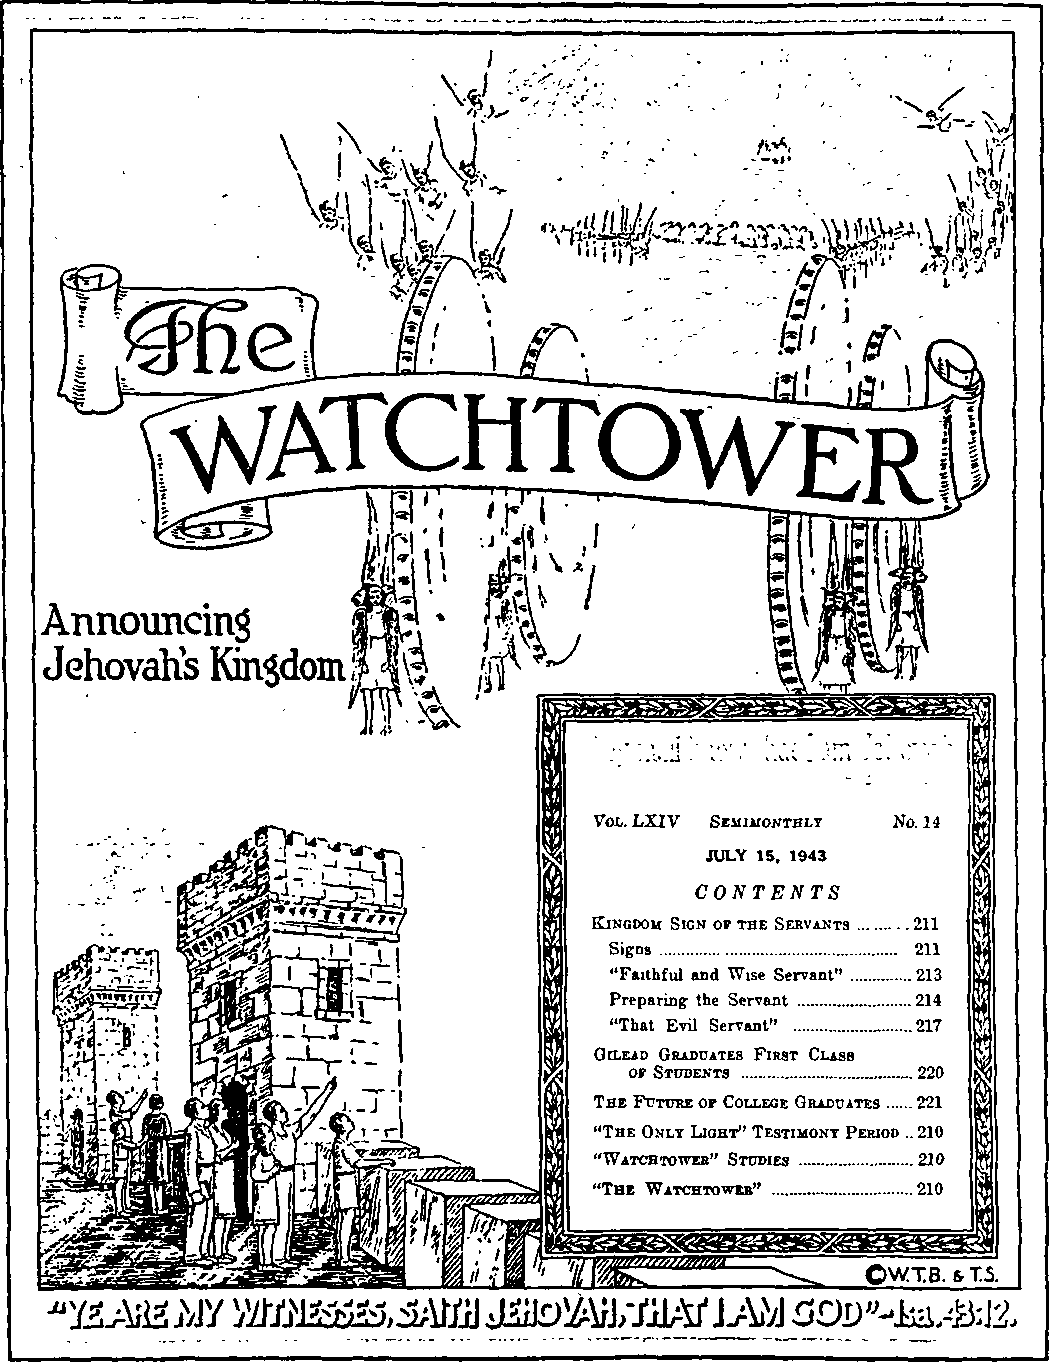 The
WATCHTOWER
Announcing
Jehovah's Kingdom
VOL. LXIV SEMIMONTHLY No. 14
JULY 15, 1943
CONTENTS
KINGDOM SIGN OF THE SERVANTS ......... 211
Signs ................................................ 211
"Faithful and Wise Servant" ............ 213
Preparing the Servant ...................... 214
"That Evil Servant" ......................... 217
GILEAD GRADUATES FIRST CLASS
OF STUDENTS .................................. 220
THE FUTURE OF COLLEGE GRADUATES ...... 221
"THE ONLY LIGHT" TESTIMONY PERIOD .. 210
"WATCHTOWER" STUDIES ....................... 210
"THE WATCHTOWER" ............................ 210
©W.T.B. & T.S.
"YE ARE MY WITNESSES, SAITH JEHOVAH, THAT I AM GOD"-Isa. 43:12.